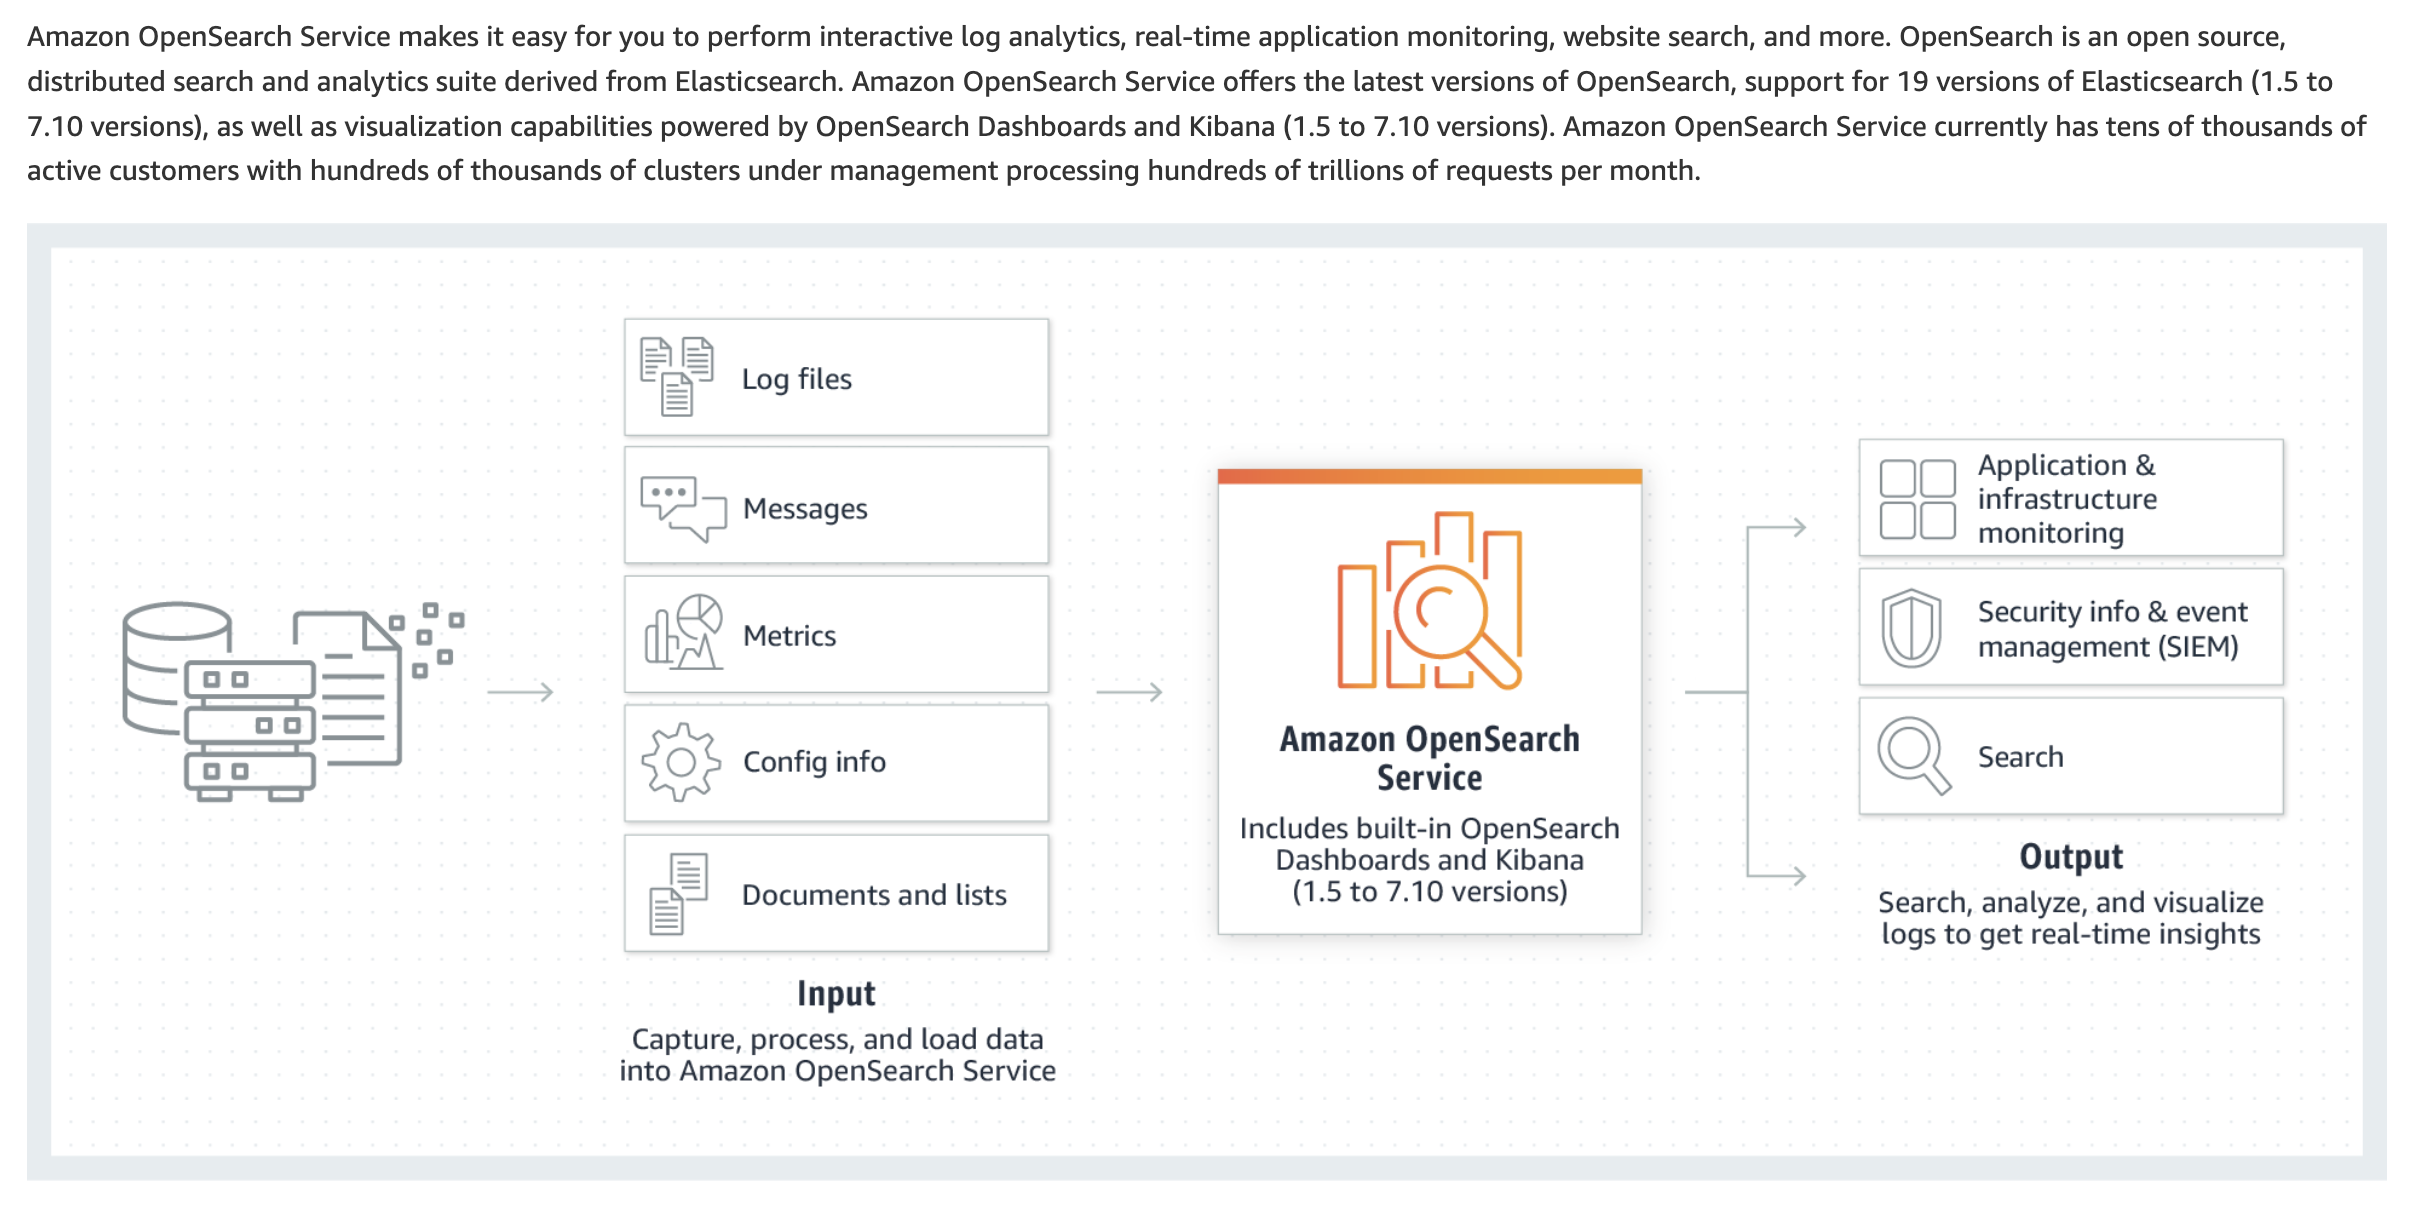 Amazon OpenSearch Service makes it easy for you to perform interactive log analytics, real-time application monitoring, website search, and more. OpenSearch is an open source,
distributed search and analytics suite derived from Elasticsearch. Amazon OpenSearch Service offers the latest versions of OpenSearch, support for 19 versions of Elasticsearch (1.5 to
7.10 versions), as well as visualization capabilities powered by OpenSearch Dashboards and Kibana (1.5 to 7.10 versions). Amazon OpenSearch Service currently has tens of thousands of
active customers with hundreds of thousands of clusters under management processing hundreds of trillions of requests per month.
Log files
Messages
Metrics
Config info
Documents and lists
Input
Capture, process, and load data
into Amazon OpenSearch Service
Amazon OpenSearch
Service
Includes built-in OpenSearch
Dashboards and Kibana
(1.5 to 7.10 versions)
Application &
infrastructure
monitoring
Security info & event
management (SIEM)
Search
Output
Search, analyze, and visualize
logs to get real-time insights